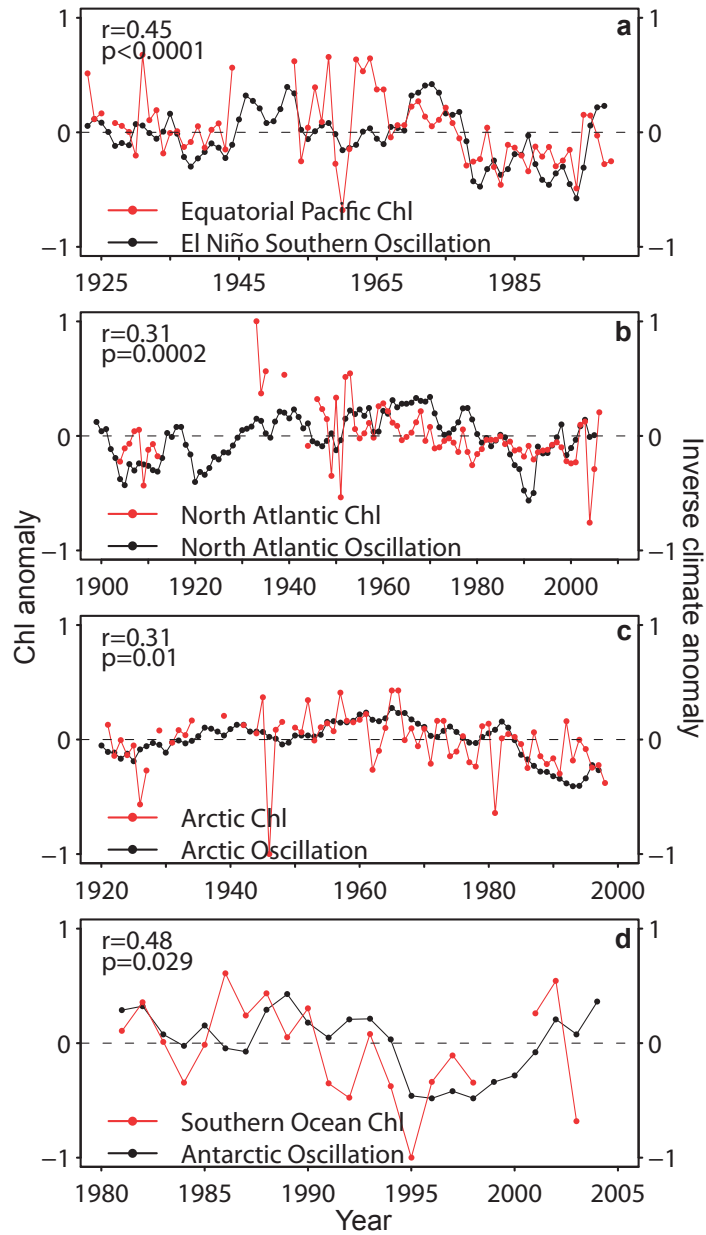 r=0.45
p<0.0001
a
1
0
−1
1
0
−1
Equatorial Pacific Chl
El Niño Southern Oscillation
1925 1945 1965 1985
r=0.31
p=0.0002
b
1
0
−1
1
0
−1
North Atlantic Chl
North Atlantic Oscillation
1900 1920 1940 1960 1980 2000
Chl anomaly
Inverse climate anomaly
r=0.31
p=0.01
c
1
0
−1
1
0
−1
Arctic Chl
Arctic Oscillation
1920 1940 1960 1980 2000
r=0.48
p=0.029
d
1
0
−1
1
0
−1
Southern Ocean Chl
Antarctic Oscillation
1980 1985 1990 1995 2000 2005
Year